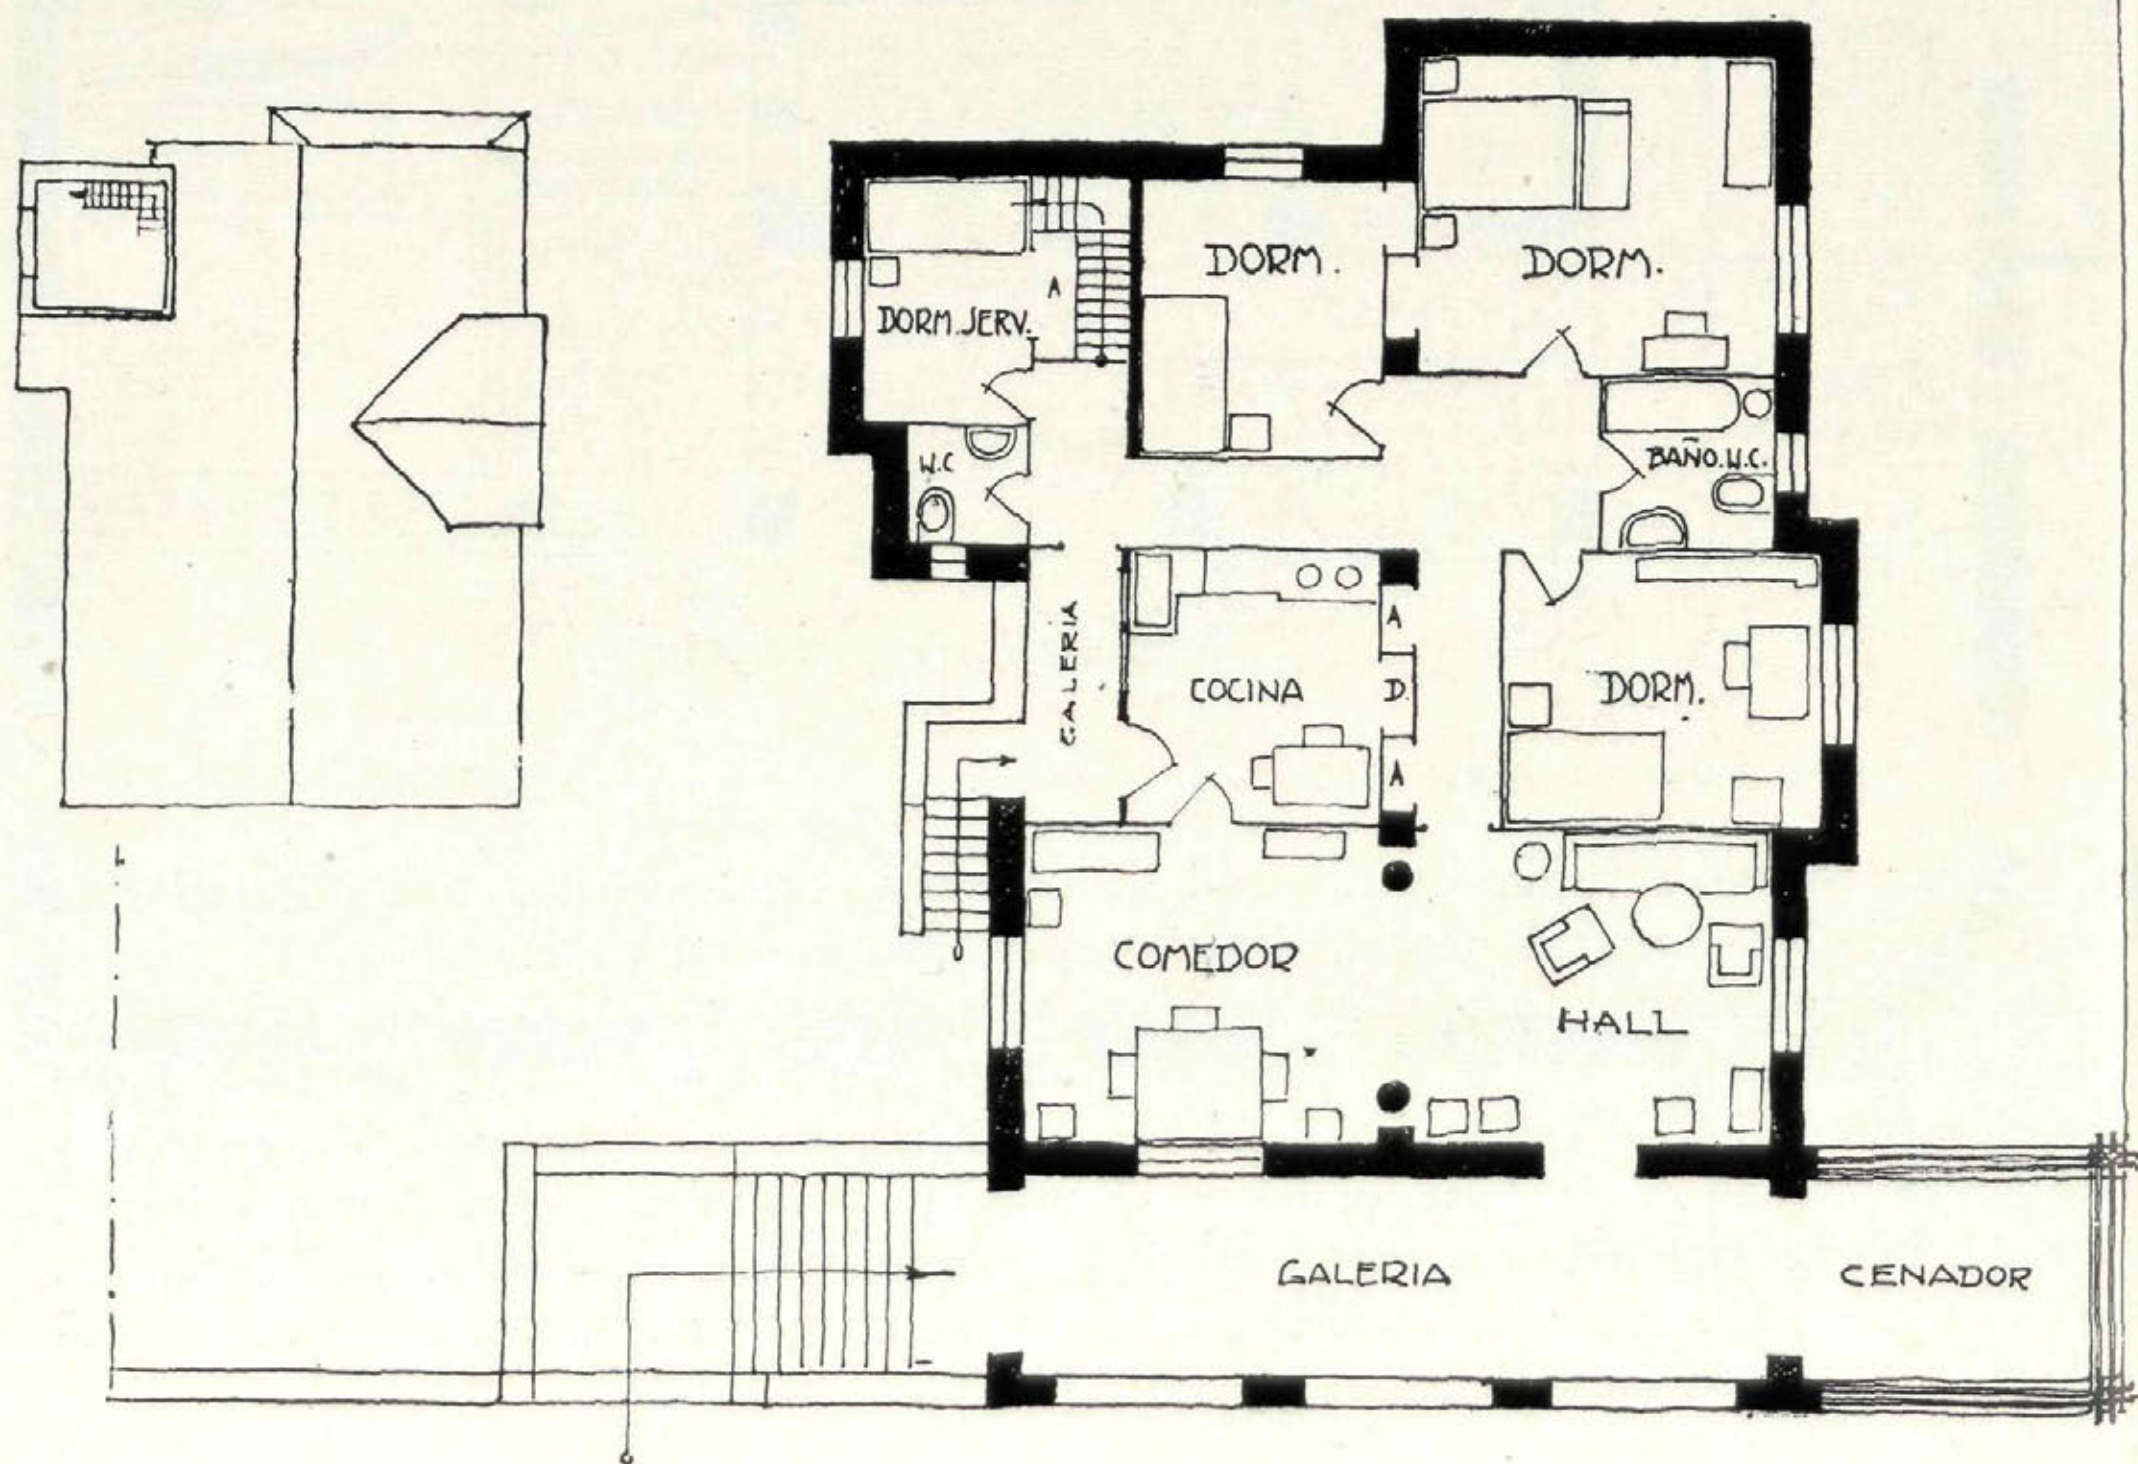 DORM.
DORM.
A
DORM. SERV.
W.C
BAÑO. W.C.
A
GALERIA
COCINA
D.
DORM.
A
COMEDOR
HALL
GALERIA
CENADOR